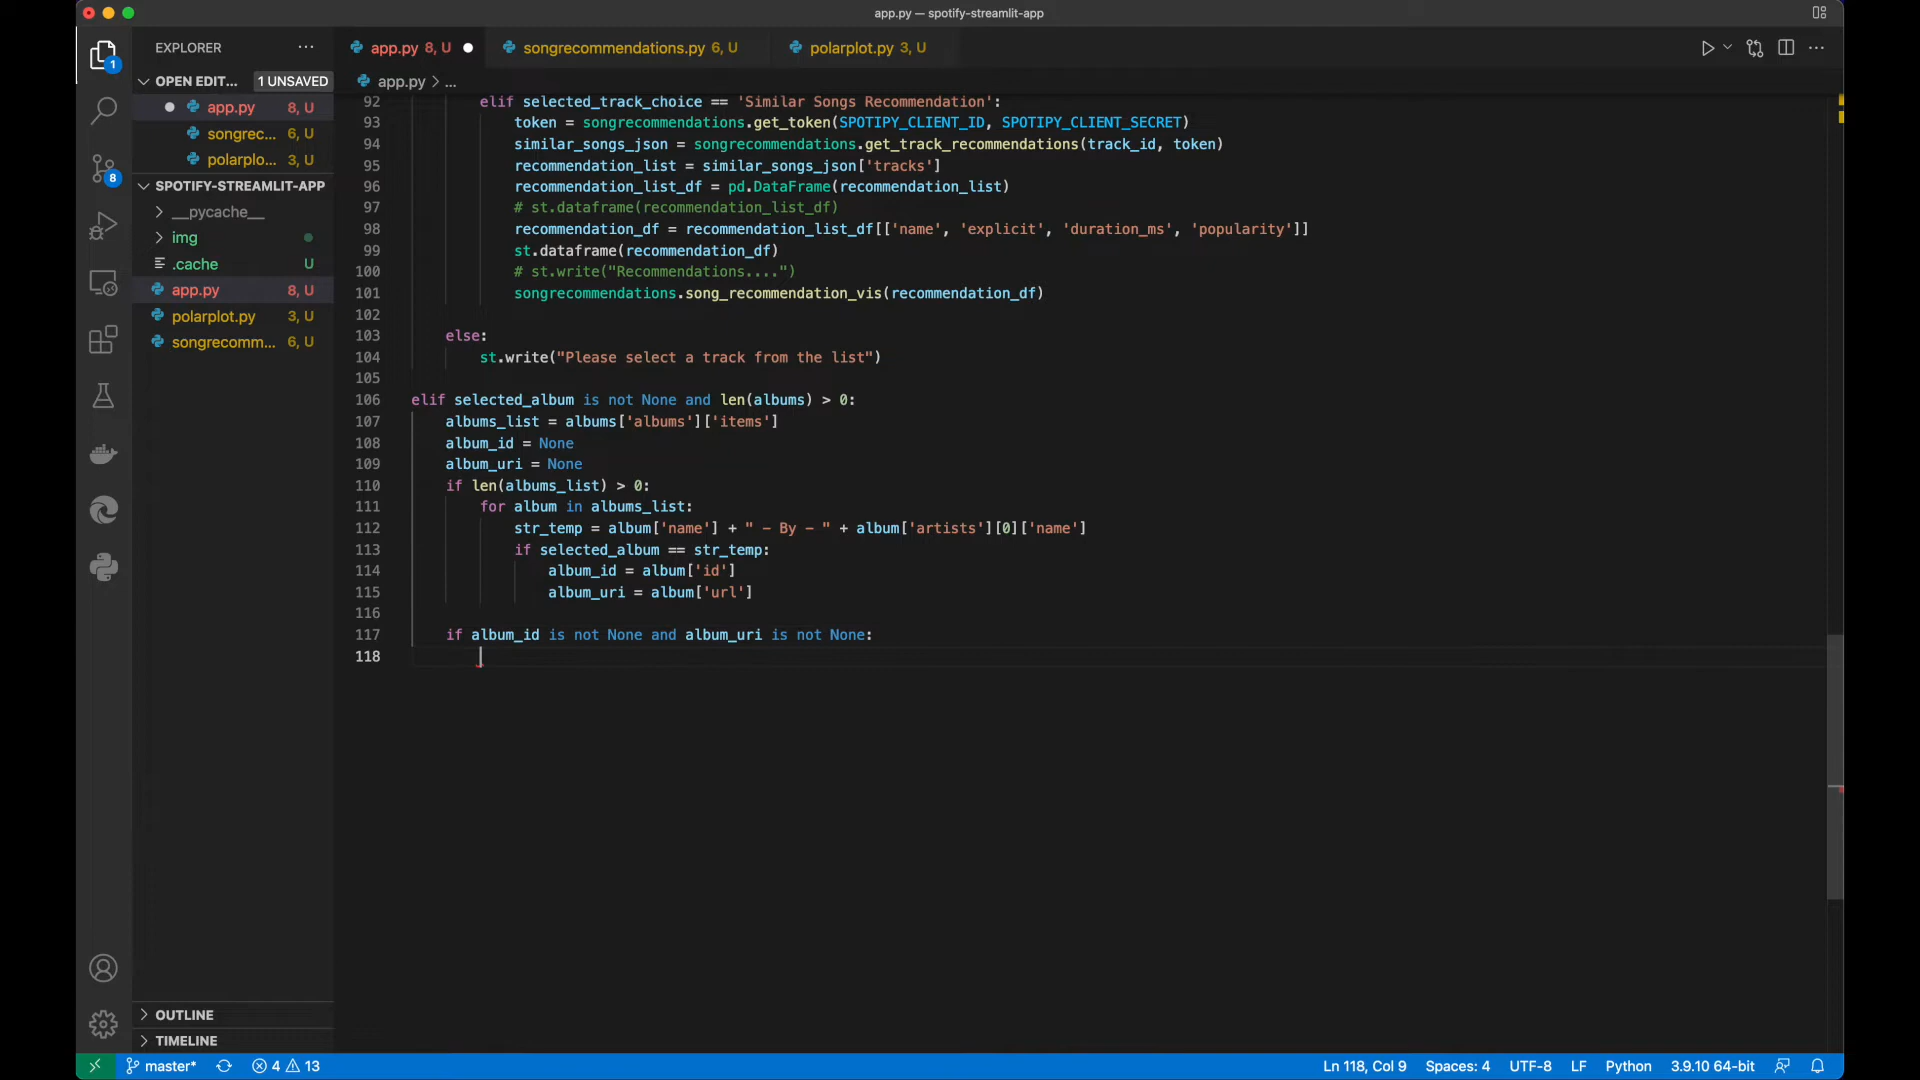 app.py — spotify-streamlit-app
EXPLORER
app.py 8, U
songrecommendations.py 6, U
polarplot.py 3, U
OPEN EDIT... 1 UNSAVED
app.py 8, U
songrec... 6, U
polarplo... 3, U
SPOTIFY-STREAMLIT-APP
__pycache__
img
.cache U
app.py 8, U
polarplot.py 3, U
songrecomm... 6, U
1
8
app.py > ...
92 elif selected_track_choice == 'Similar Songs Recommendation':
93 token = songrecommendations.get_token(SPOTIPY_CLIENT_ID, SPOTIPY_CLIENT_SECRET)
94 similar_songs_json = songrecommendations.get_track_recommendations(track_id, token)
95 recommendation_list = similar_songs_json['tracks']
96 recommendation_list_df = pd.DataFrame(recommendation_list)
97 # st.dataframe(recommendation_list_df)
98 recommendation_df = recommendation_list_df[['name', 'explicit', 'duration_ms', 'popularity']]
99 st.dataframe(recommendation_df)
100 # st.write("Recommendations....")
101 songrecommendations.song_recommendation_vis(recommendation_df)
102
103 else:
104 st.write("Please select a track from the list")
105
106 elif selected_album is not None and len(albums) > 0:
107 albums_list = albums['albums']['items']
108 album_id = None
109 album_uri = None
110 if len(albums_list) > 0:
111 for album in albums_list:
112 str_temp = album['name'] + " - By - " + album['artists'][0]['name']
113 if selected_album == str_temp:
114 album_id = album['id']
115 album_uri = album['url']
116
117 if album_id is not None and album_uri is not None:
118
OUTLINE
TIMELINE
master* 4 13 Ln 118, Col 9 Spaces: 4 UTF-8 LF Python 3.9.10 64-bit